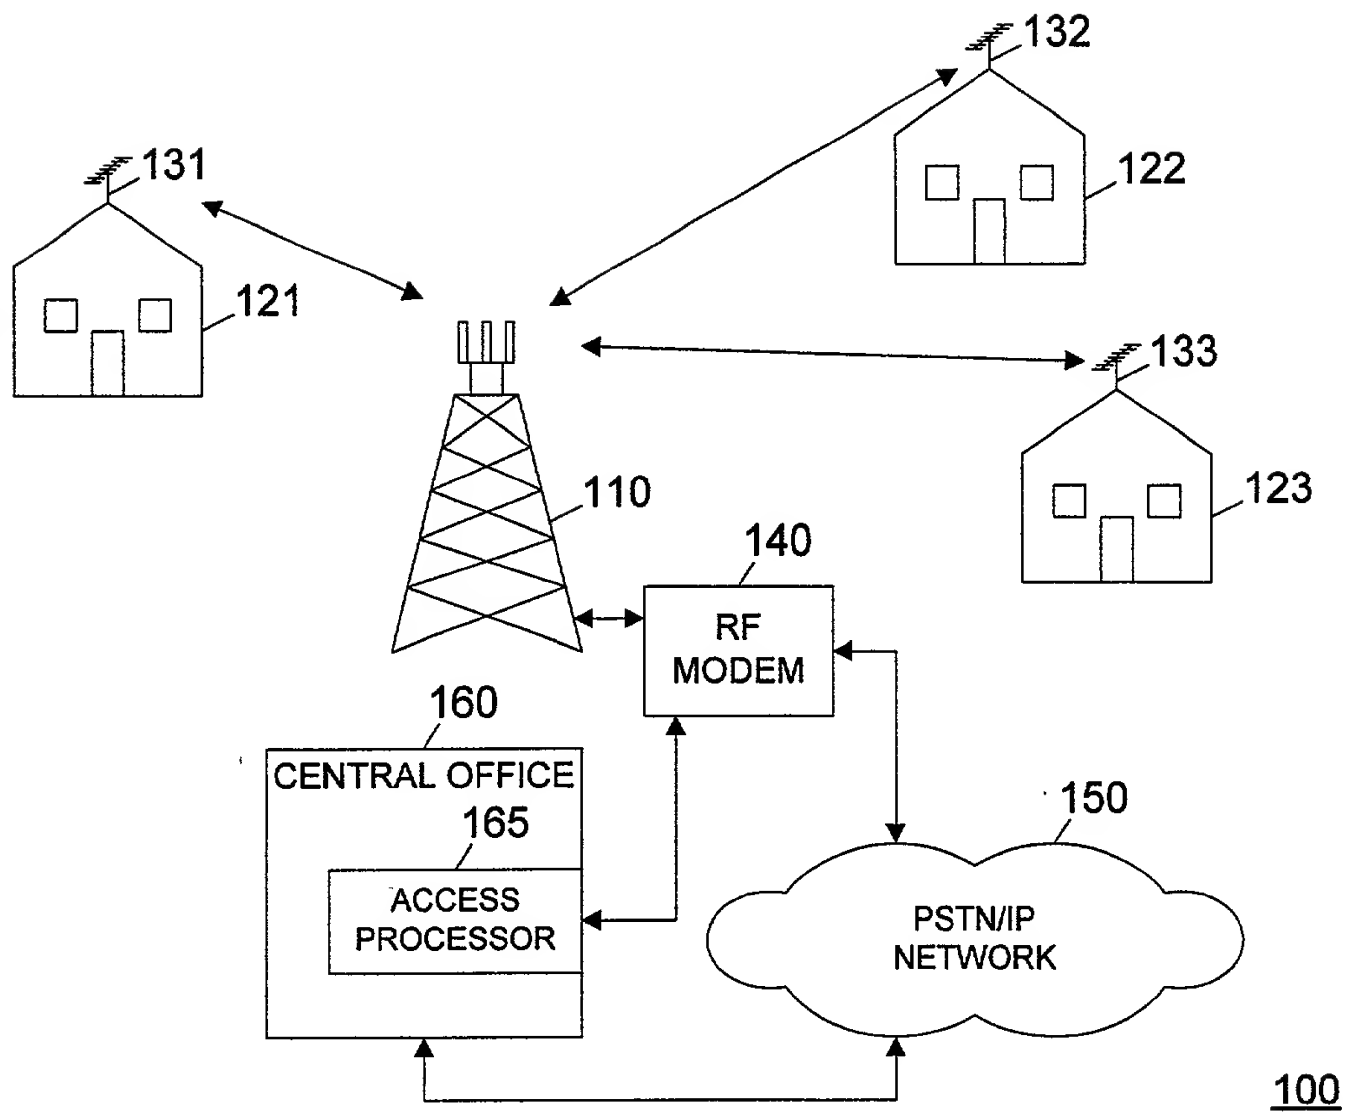 132
131
122
121
133
110
123
140
RF
MODEM
160
CENTRAL OFFICE
150
165
ACCESS
PROCESSOR
PSTN/IP
NETWORK
100